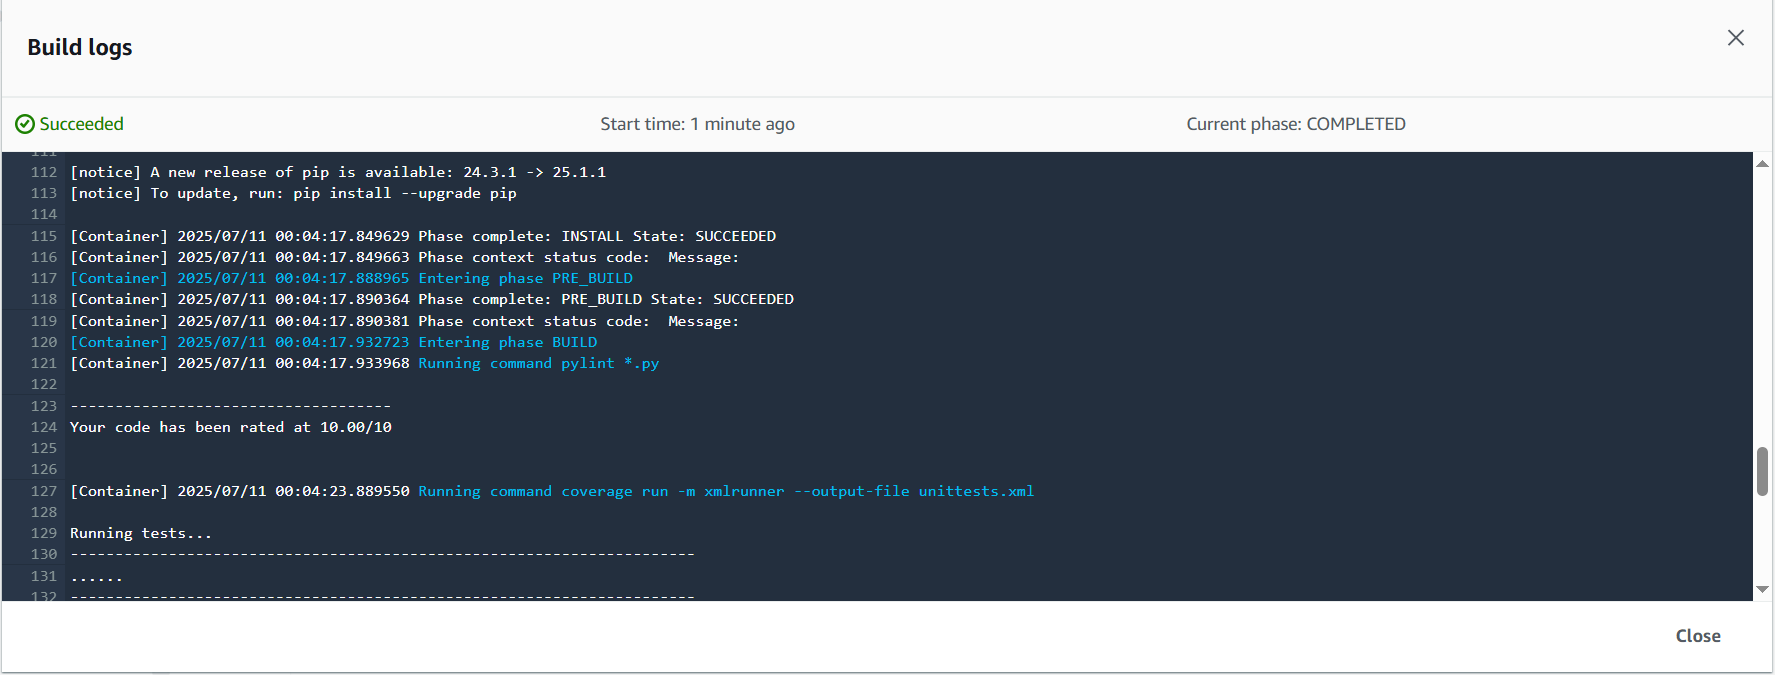 Build logs
Succeeded
Start time: 1 minute ago
Current phase: COMPLETED
111
112 [notice] A new release of pip is available: 24.3.1 -> 25.1.1
113 [notice] To update, run: pip install --upgrade pip
114
115 [Container] 2025/07/11 00:04:17.849629 Phase complete: INSTALL State: SUCCEEDED
116 [Container] 2025/07/11 00:04:17.849663 Phase context status code:  Message:
117 [Container] 2025/07/11 00:04:17.888965 Entering phase PRE_BUILD
118 [Container] 2025/07/11 00:04:17.890364 Phase complete: PRE_BUILD State: SUCCEEDED
119 [Container] 2025/07/11 00:04:17.890381 Phase context status code:  Message:
120 [Container] 2025/07/11 00:04:17.932723 Entering phase BUILD
121 [Container] 2025/07/11 00:04:17.933968 Running command pylint *.py
122
123 ------------------------------------
124 Your code has been rated at 10.00/10
125
126
127 [Container] 2025/07/11 00:04:23.889550 Running command coverage run -m xmlrunner --output-file unittests.xml
128
129 Running tests...
130 ----------------------------------------------------------------------
131 ......
132 ----------------------------------------------------------------------
Close